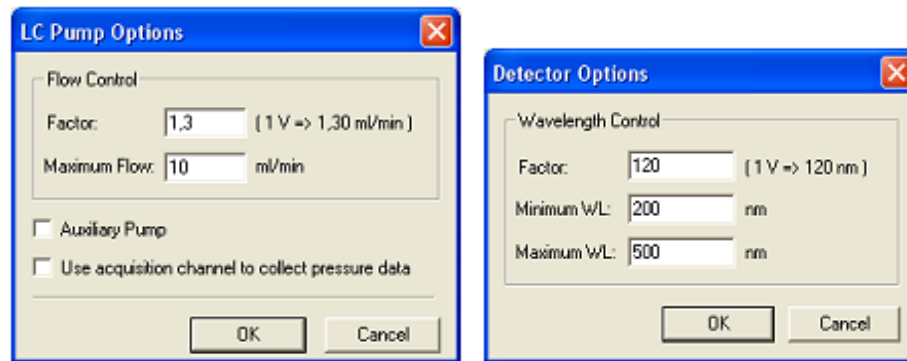 LC Pump Options
Flow Control
Factor: 1,3 ( 1 V => 1,30 ml/min )
Maximum Flow: 10 ml/min
Auxiliary Pump
Use acquisition channel to collect pressure data
OK Cancel
Detector Options
Wavelength Control
Factor: 120 ( 1 V => 120 nm )
Minimum WL: 200 nm
Maximum WL: 500 nm
OK Cancel